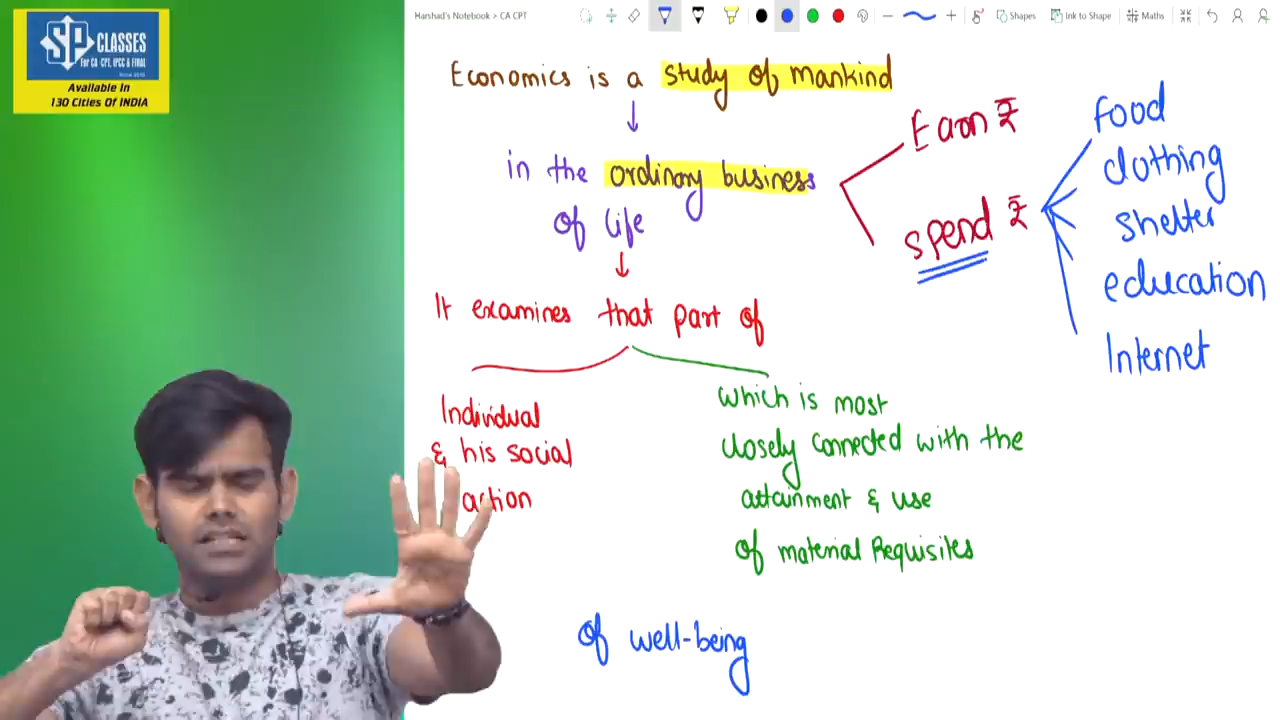 SP CLASSES
For CA- CPT, IPCC & FINAL
Since 2010
Available In
130 Cities Of INDIA
Harshad's Notebook > CA CPT
Shapes
Ink to Shape
Maths
Economics is a study of mankind
in the ordinary business
of life
Earn ₹
spend ₹
food
clothing
shelter
education
Internet
It examines that part of
Individual
& his social
action
which is most
closely connected with the
attainment & use
of material Requisites
of well-being